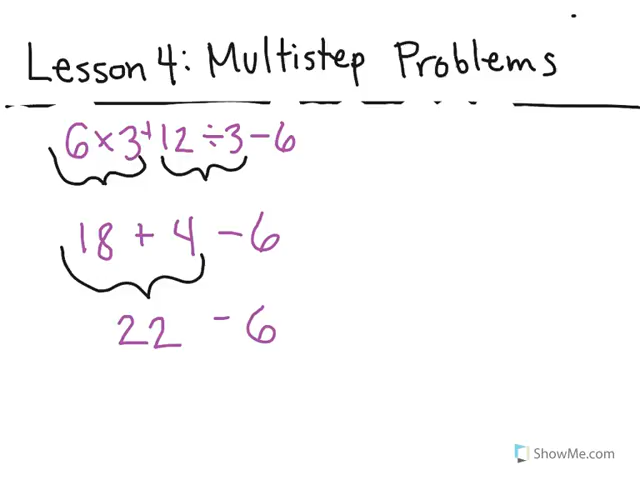 Lesson 4: Multistep Problems
6 × 3 + 12 ÷ 3 - 6
18 + 4 - 6
22 - 6
ShowMe.com